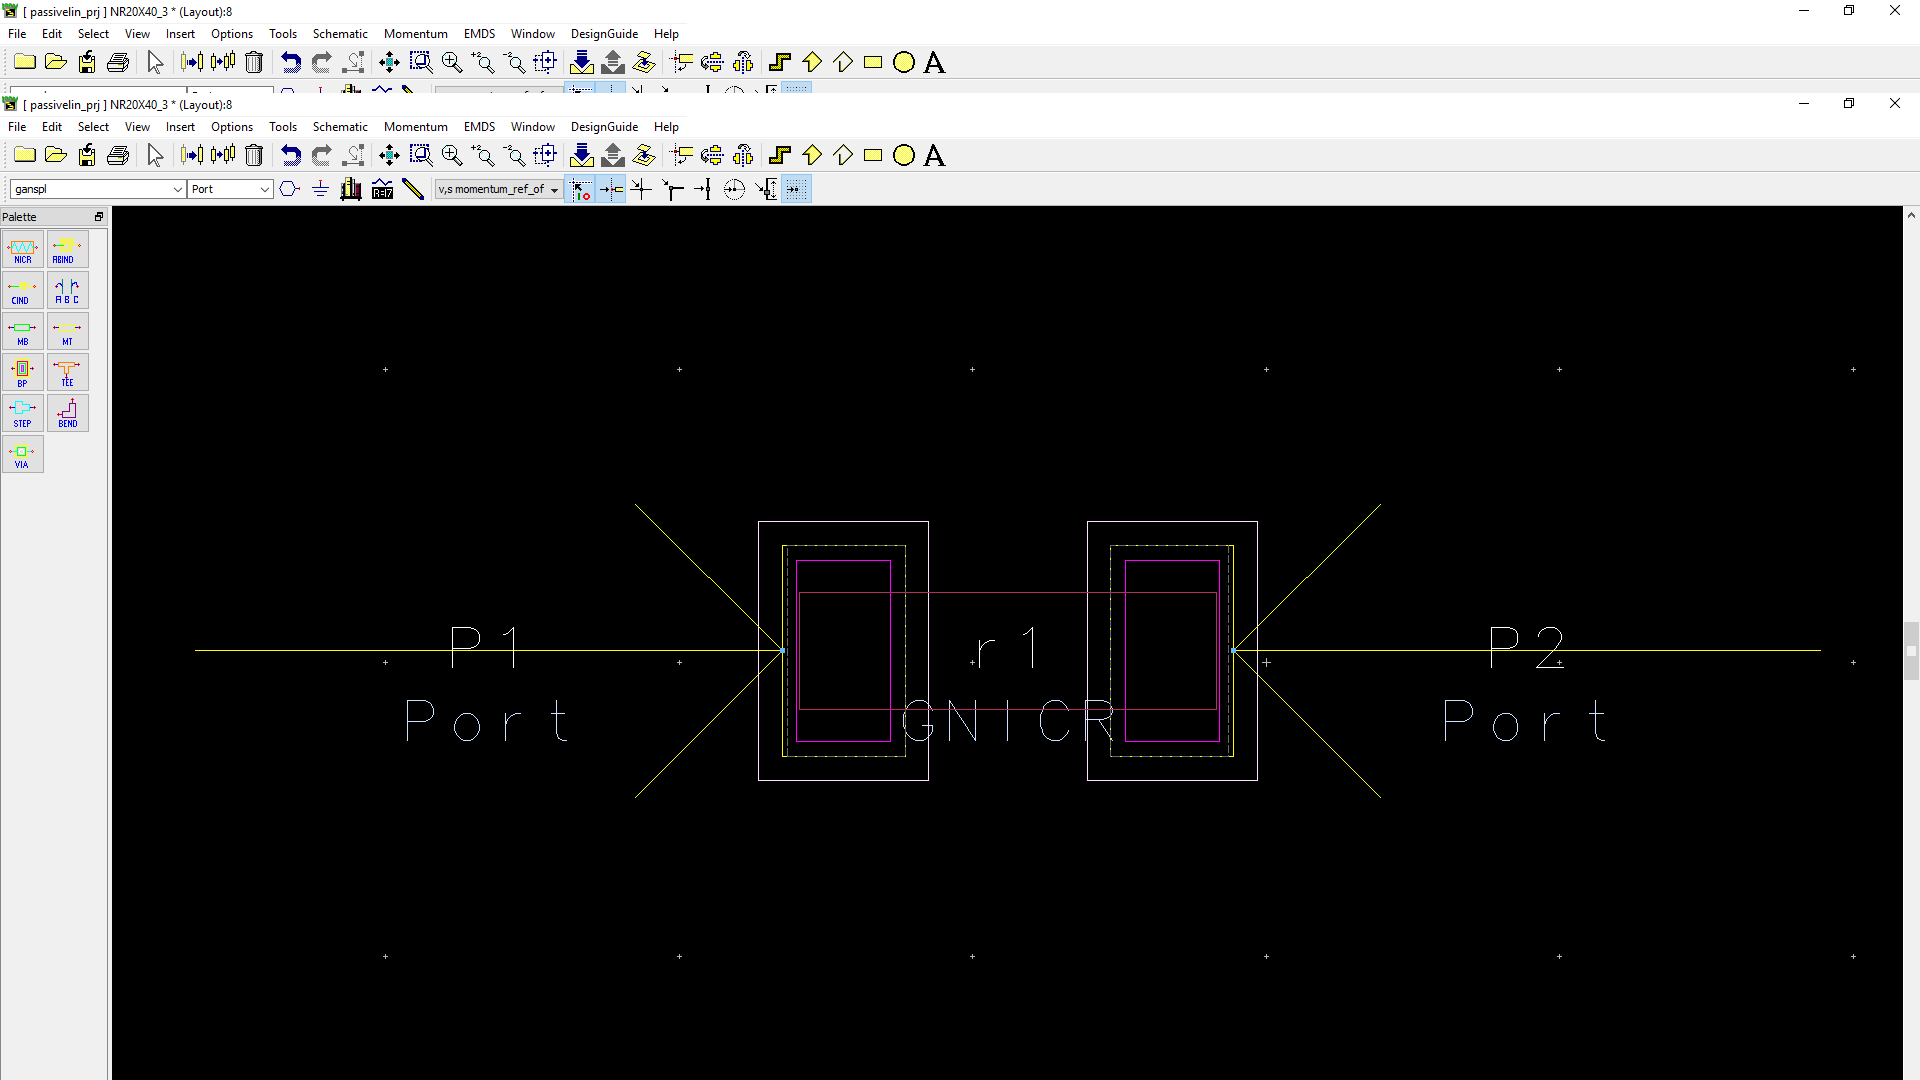 [ passivelin_prj ] NR20X40_3 * (Layout):8
File Edit Select View Insert Options Tools Schematic Momentum EMDS Window DesignGuide Help
A
[ passivelin_prj ] NR20X40_3 * (Layout):8
File Edit Select View Insert Options Tools Schematic Momentum EMDS Window DesignGuide Help
A
ganspl Port v,s momentum_ref_of
Palette
NICR RBIND
CIND A B C
MB MT
BP TEE
STEP BEND
VIA
P1 r1 P2
Port GNICR Port